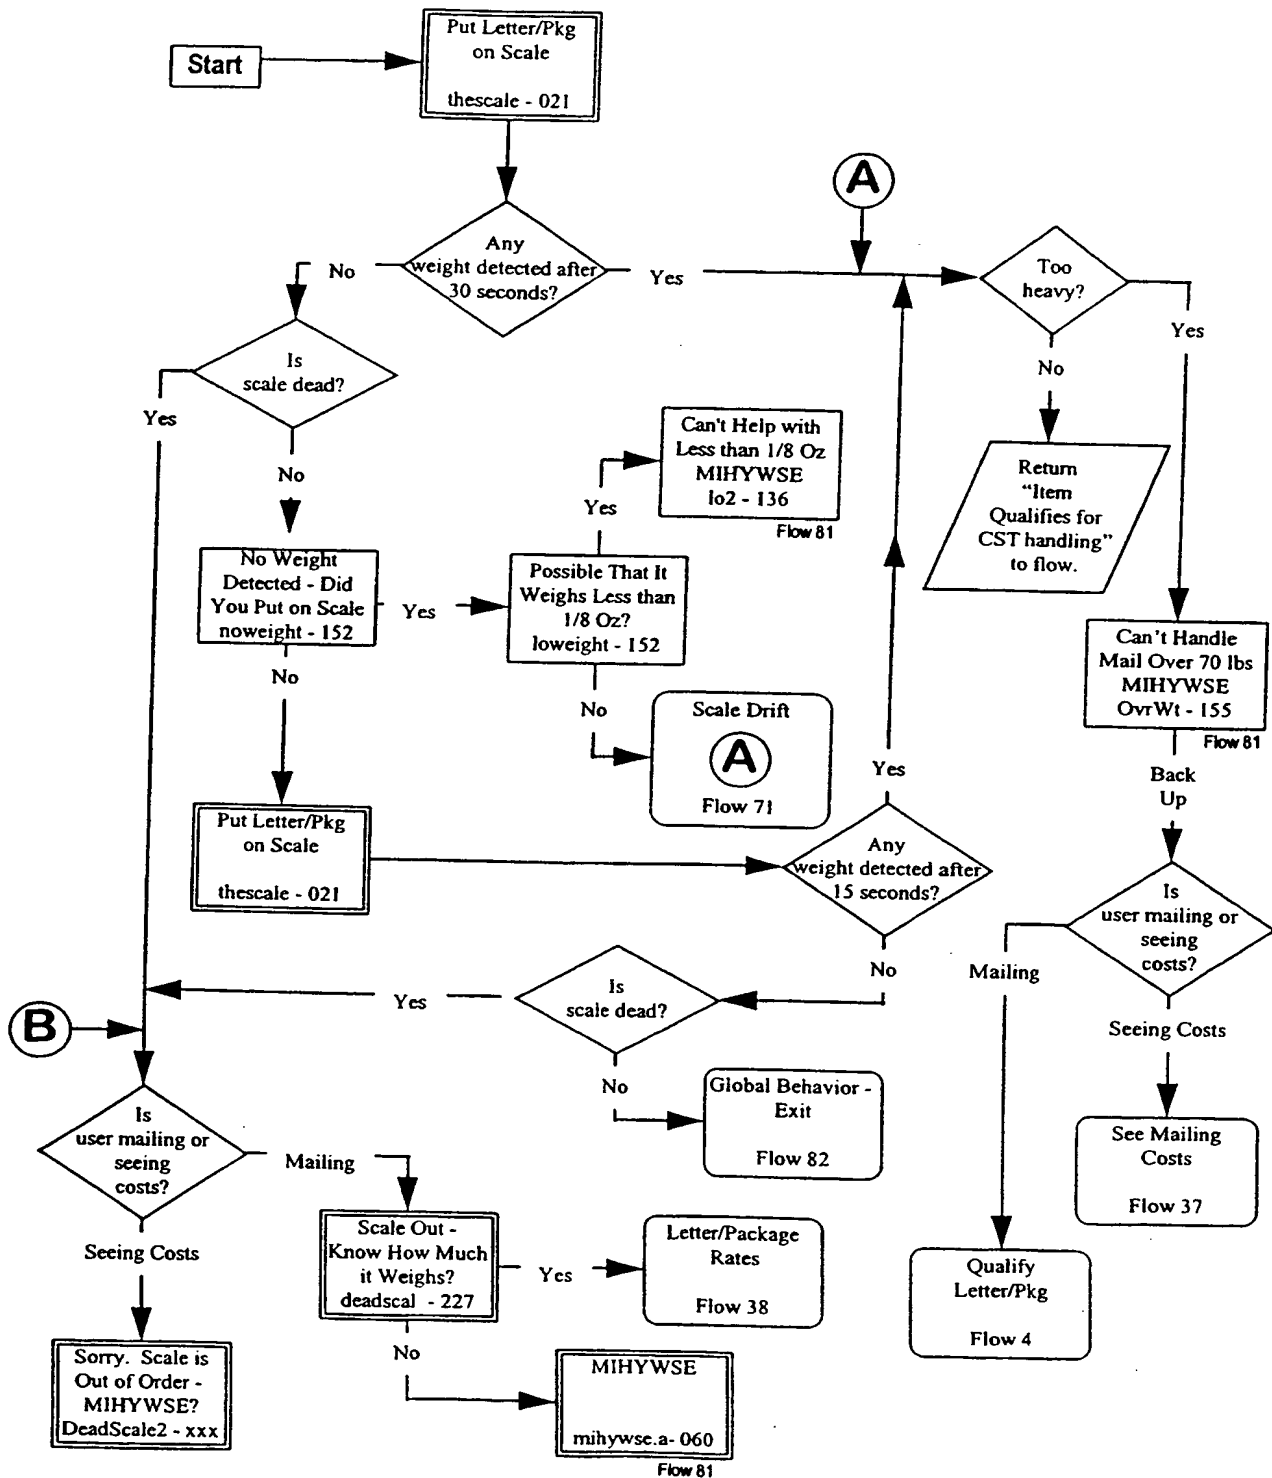 Start
Put Letter/Pkg
on Scale
thescale - 021
A
Any
weight detected after
30 seconds?
No
Yes
Too
heavy?
Yes
No
Is
scale dead?
Yes
No
Can't Help with
Less than 1/8 Oz
MIHYWSE
lo2 - 136
Flow 81
Yes
Return
"Item
Qualifies for
CST handling"
to flow.
No Weight
Detected - Did
You Put on Scale
noweight - 152
Yes
Possible That It
Weighs Less than
1/8 Oz?
loweight - 152
No
No
Scale Drift
A
Flow 71
Can't Handle
Mail Over 70 lbs
MIHYWSE
OvrWt - 155
Flow 81
Back
Up
Yes
Put Letter/Pkg
on Scale
thescale - 021
Any
weight detected after
15 seconds?
No
Is
user mailing or
seeing
costs?
Mailing
Seeing Costs
Is
scale dead?
Yes
No
B
Global Behavior -
Exit
Flow 82
See Mailing
Costs
Flow 37
Is
user mailing or
seeing
costs?
Mailing
Seeing Costs
Scale Out -
Know How Much
it Weighs?
deadscal - 227
Yes
No
Letter/Package
Rates
Flow 38
Qualify
Letter/Pkg
Flow 4
Sorry. Scale is
Out of Order -
MIHYWSE?
DeadScale2 - xxx
MIHYWSE
mihywse.a- 060
Flow 81